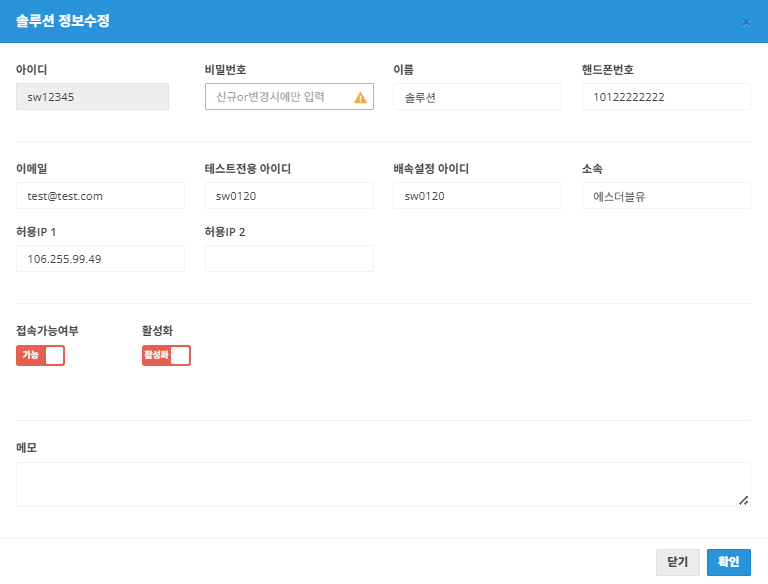 솔루션 정보수정
×
아이디 비밀번호 이름 핸드폰번호
sw12345 신규or변경시에만 입력 솔루션 10122222222
이메일 테스트전용 아이디 배속설정 아이디 소속
test@test.com sw0120 sw0120 에스더블유
허용IP 1 허용IP 2
106.255.99.49
접속가능여부 활성화
가능 활성화
메모
닫기 확인